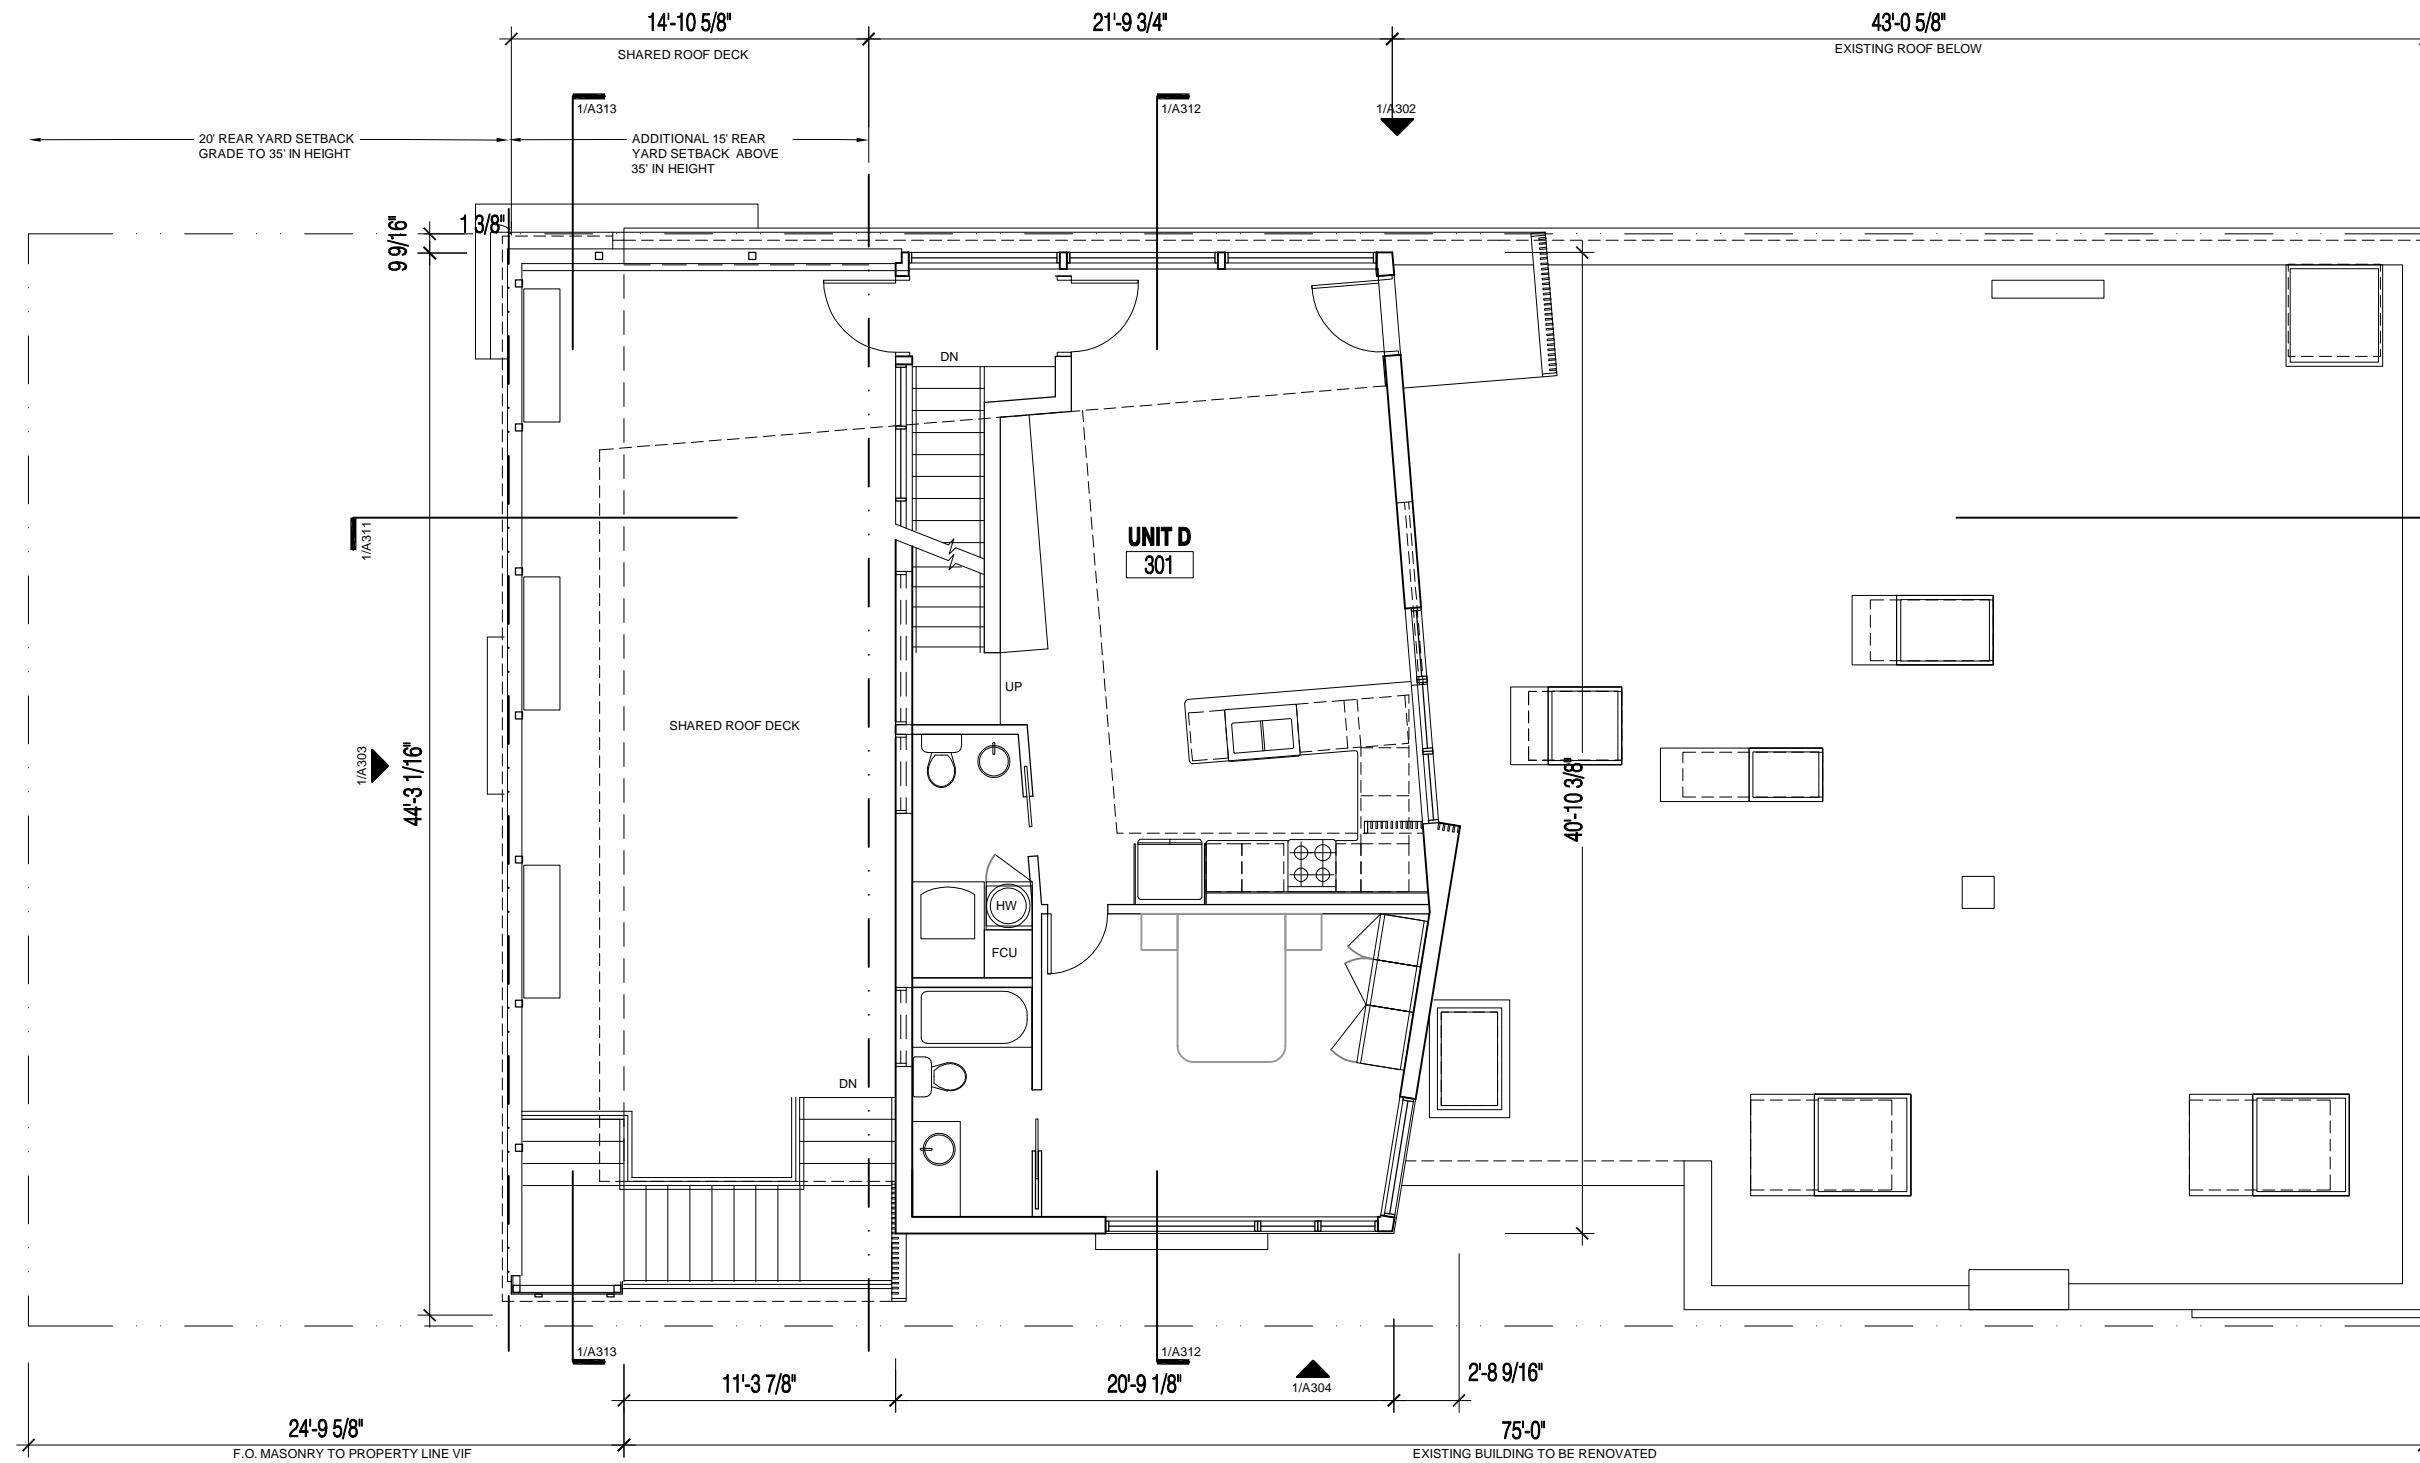 14'-10 5/8"
21'-9 3/4"
43'-0 5/8"
SHARED ROOF DECK
EXISTING ROOF BELOW
1/A313
1/A312
1/A302
20' REAR YARD SETBACK
GRADE TO 35' IN HEIGHT
ADDITIONAL 15' REAR
YARD SETBACK ABOVE
35' IN HEIGHT
1 3/8"
9 9/16"
DN
1/A311
UNIT D
301
UP
SHARED ROOF DECK
1/A303
44'-3 1/16"
40'-10 3/8"
HW
FCU
DN
1/A313
1/A312
1/A304
2'-8 9/16"
11'-3 7/8"
20'-9 1/8"
24'-9 5/8"
75'-0"
F.O. MASONRY TO PROPERTY LINE VIF
EXISTING BUILDING TO BE RENOVATED